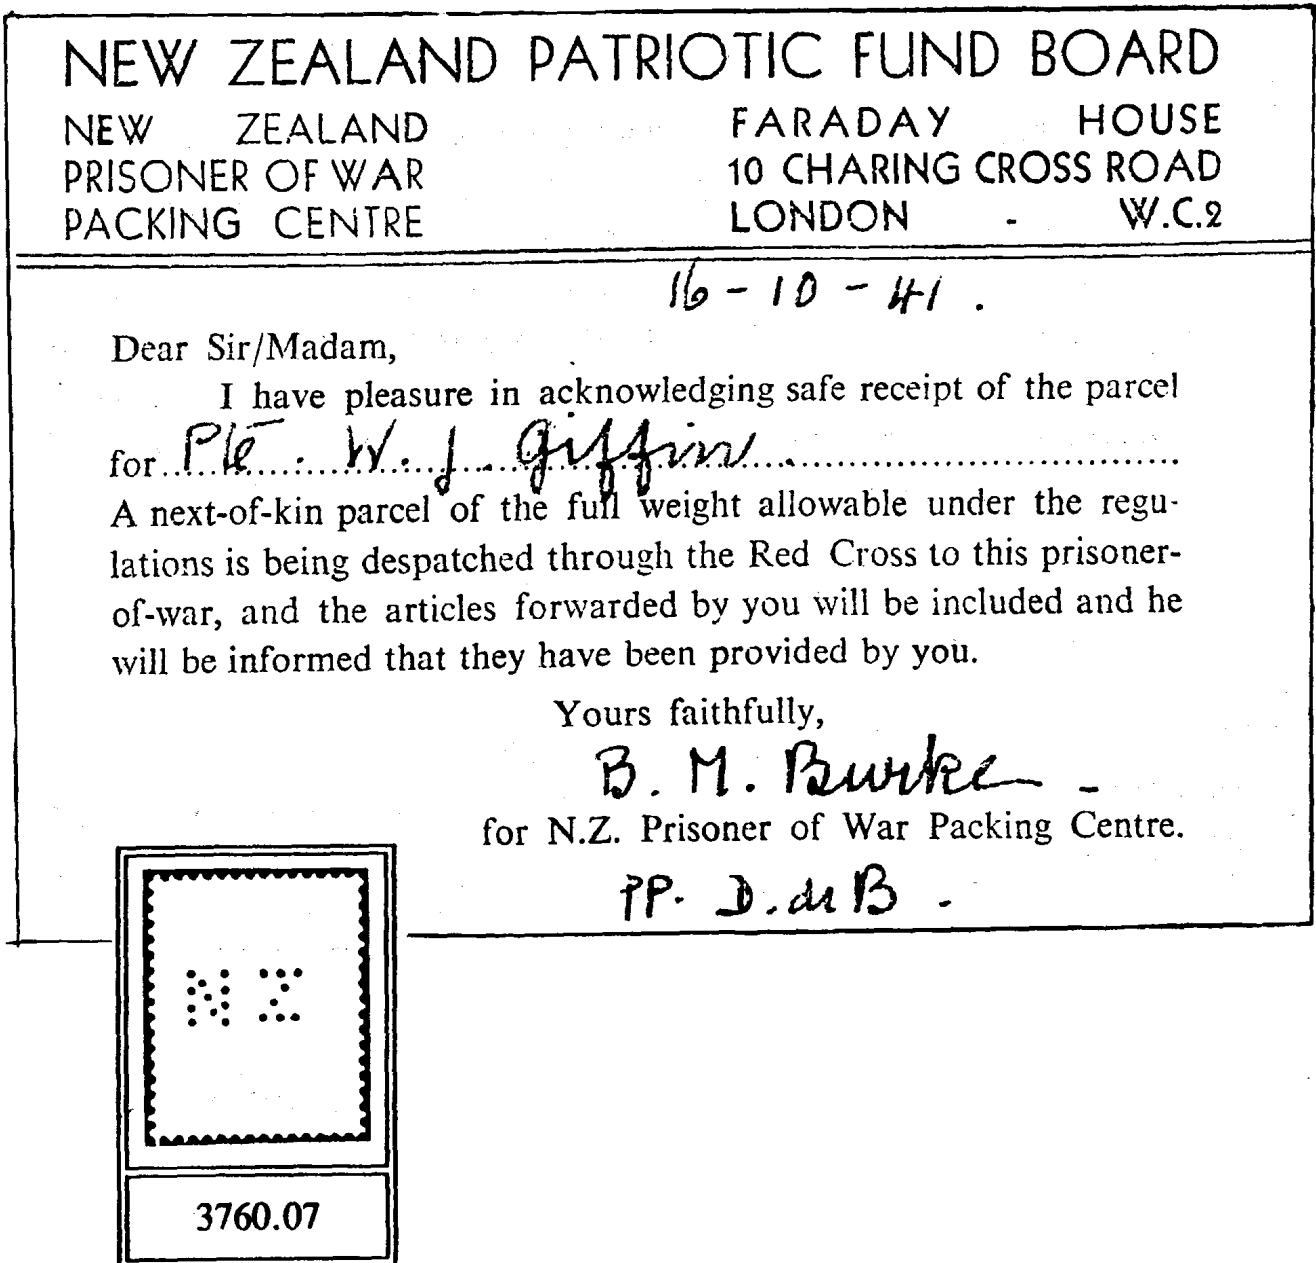 NEW ZEALAND PATRIOTIC FUND BOARD
NEW ZEALAND
PRISONER OF WAR
PACKING CENTRE
FARADAY HOUSE
10 CHARING CROSS ROAD
LONDON - W.C.2
16-10-41.
Dear Sir/Madam,
I have pleasure in acknowledging safe receipt of the parcel
for Pte. W. J. Giffin.
A next-of-kin parcel of the full weight allowable under the regu-
lations is being despatched through the Red Cross to this prisoner-
of-war, and the articles forwarded by you will be included and he
will be informed that they have been provided by you.
Yours faithfully,
B. M. Burke -
for N.Z. Prisoner of War Packing Centre.
PP. D. de B -
NZ
3760.07